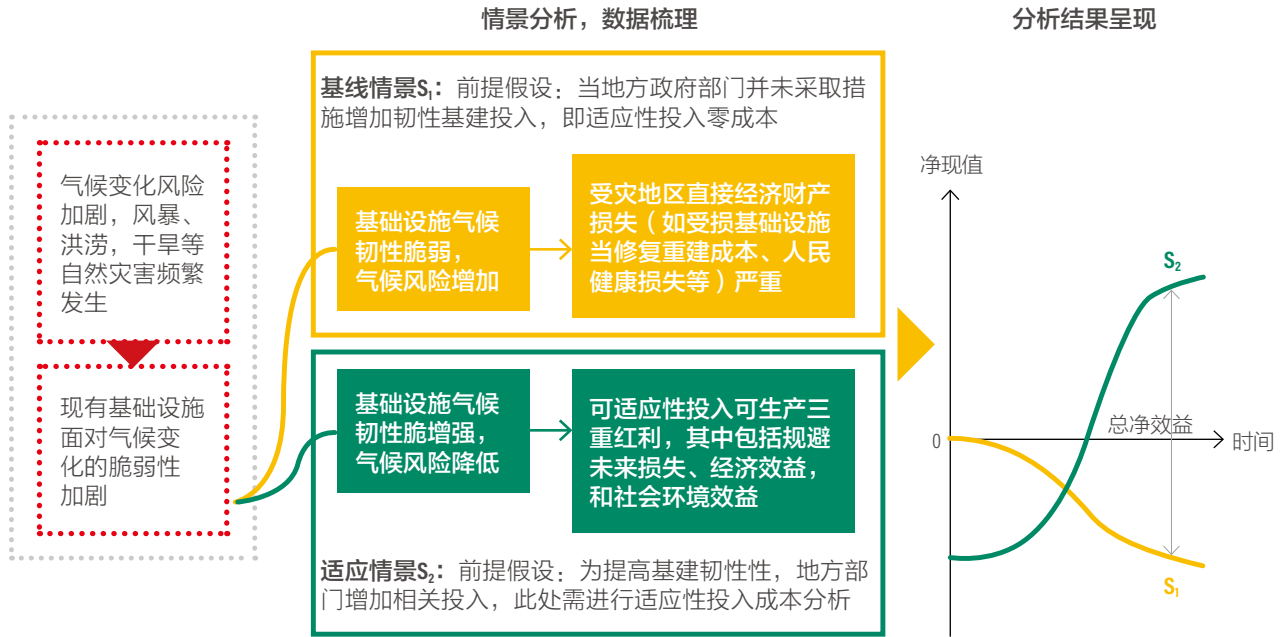 情景分析，数据梳理
分析结果呈现
气候变化风险
加剧，风暴、
洪涝，干旱等
自然灾害频繁
发生
现有基础设施
面对气候变
化的脆弱性
加剧
基线情景S₁：前提假设：当地方政府部门并未采取措
施增加韧性基建投入，即适应性投入零成本
基础设施气候
韧性脆弱，
气候风险增加
受灾地区直接经济财产
损失（如受损基础设施
当修复重建成本、人民
健康损失等）严重
基础设施气候
韧性脆增强，
气候风险降低
可适应性投入可生产三
重红利，其中包括规避
未来损失、经济效益，
和社会环境效益
适应情景S₂：前提假设：为提高基建韧性性，地方部
门增加相关投入，此处需进行适应性投入成本分析
净现值
S₂
总净效益
0
时间
S₁